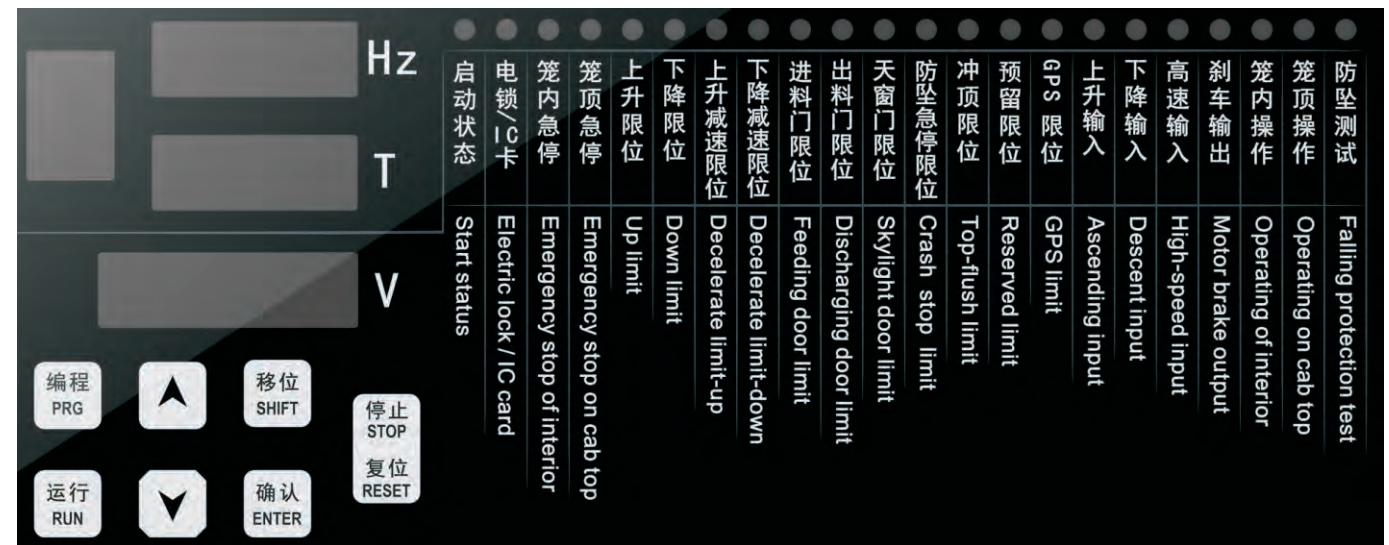 Hz
T
V
编程
PRG
移位
SHIFT
停止
STOP
复位
RESET
运行
RUN
确认
ENTER
启动状态
电锁/IC卡
笼内急停
笼顶急停
上升限位
下降限位
上升减速限位
下降减速限位
进料门限位
出料门限位
天窗门限位
防坠急停限位
冲顶限位
预留限位
GPS 限位
上升输入
下降输入
高速输入
刹车输出
笼内操作
笼顶操作
防坠测试
Start status
Electric lock / IC card
Emergency stop of interior
Emergency stop on cab top
Up limit
Down limit
Decelerate limit-up
Decelerate limit-down
Feeding door limit
Discharging door limit
Skylight door limit
Crash stop limit
Top-flush limit
Reserved limit
GPS limit
Ascending input
Descent input
High-speed input
Motor brake output
Operating of interior
Operating on cab top
Falling protection test